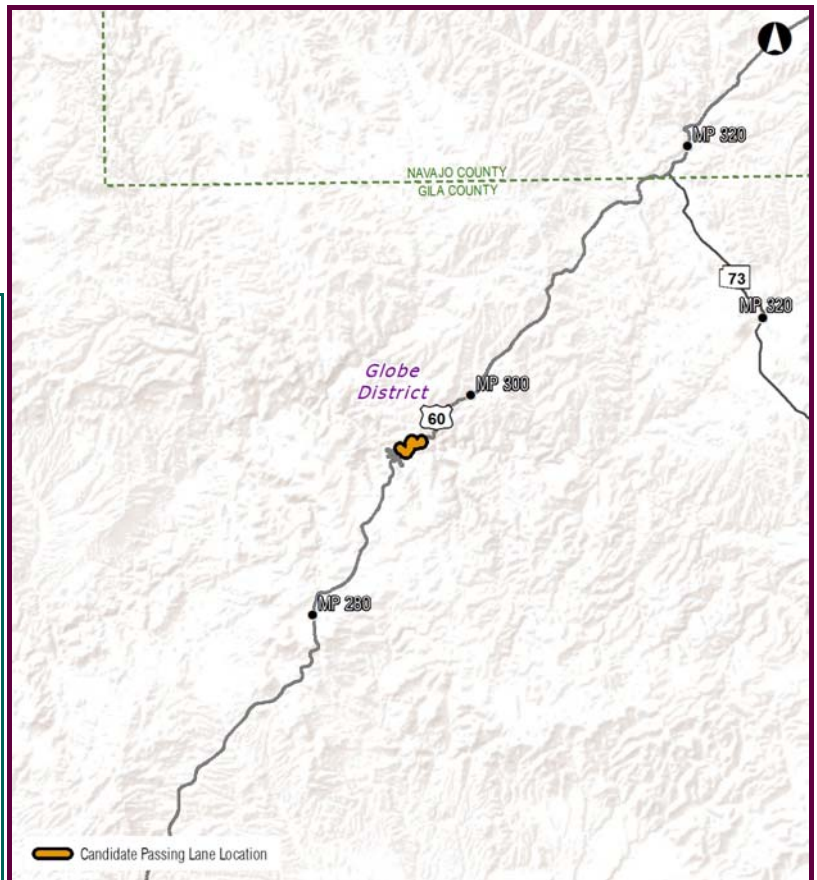 MP 320
NAVAJO COUNTY
GILA COUNTY
73
MP 320
Globe
District
MP 300
60
MP 280
Candidate Passing Lane Location